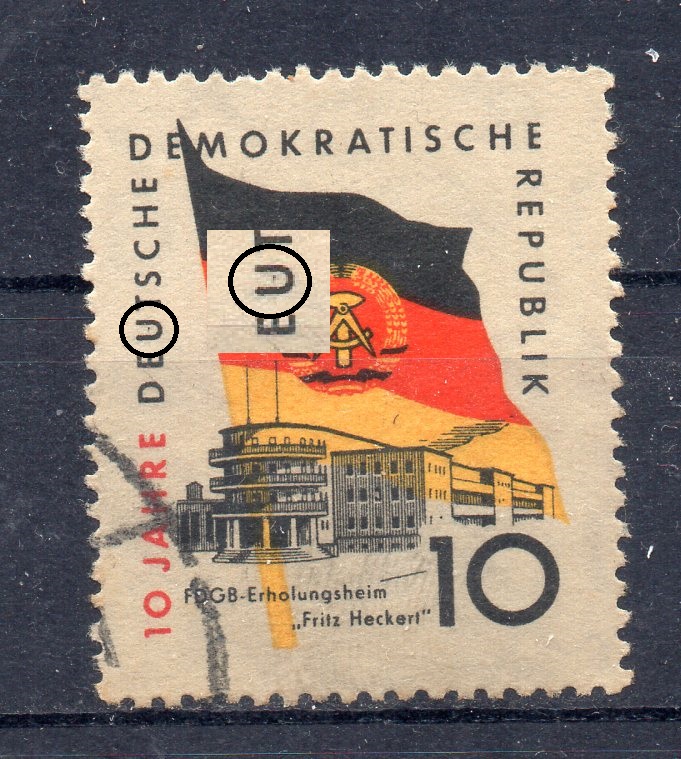 10 JAHRE DEUTSCHE
DEMOKRATISCHE
REPUBLIK
EUT
FDGB-Erholungsheim
„Fritz Heckert"
10